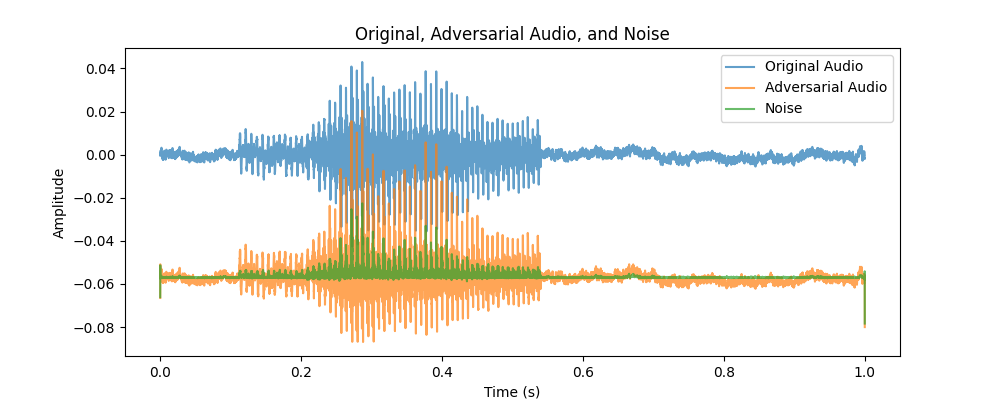 Original, Adversarial Audio, and Noise
Original Audio
Adversarial Audio
Noise
Amplitude
0.04
0.02
0.00
−0.02
−0.04
−0.06
−0.08
0.0 0.2 0.4 0.6 0.8 1.0
Time (s)